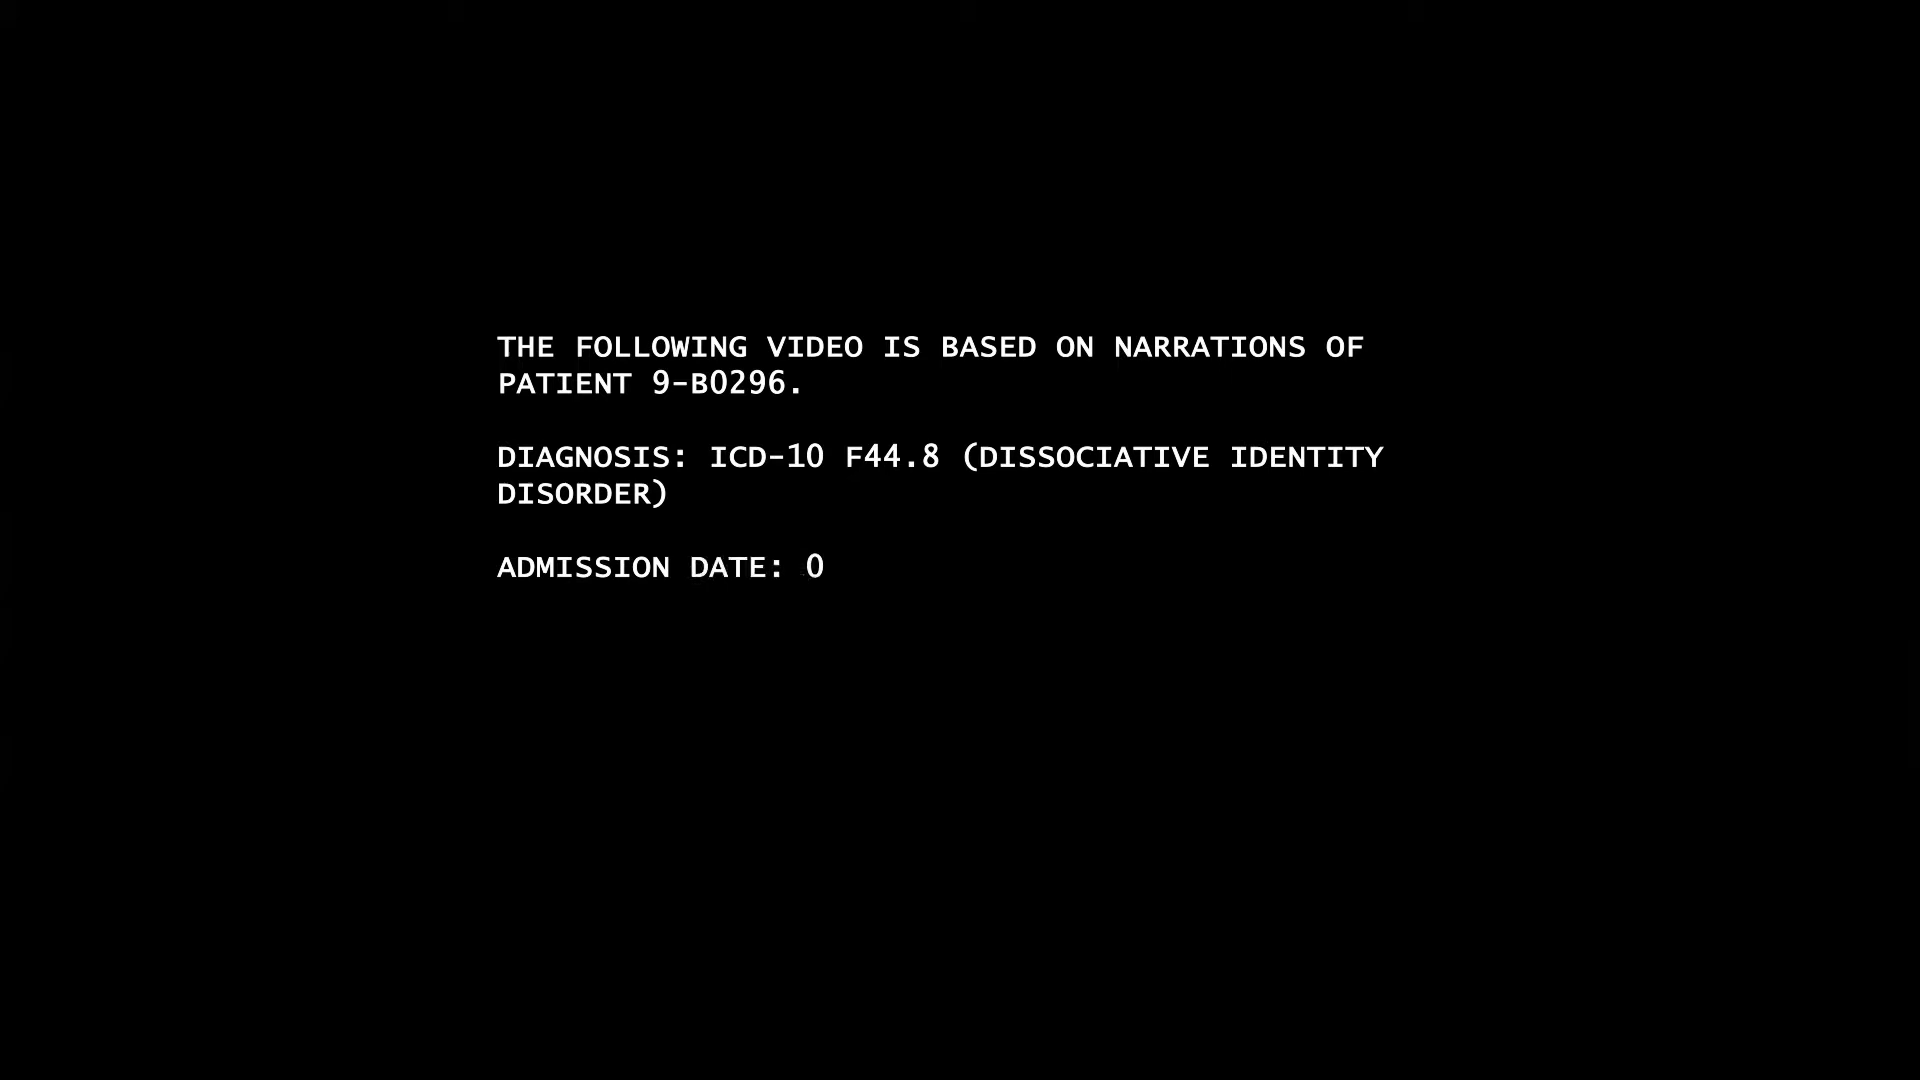 THE FOLLOWING VIDEO IS BASED ON NARRATIONS OF
PATIENT 9-B0296.
DIAGNOSIS: ICD-10 F44.8 (DISSOCIATIVE IDENTITY
DISORDER)
ADMISSION DATE: 0